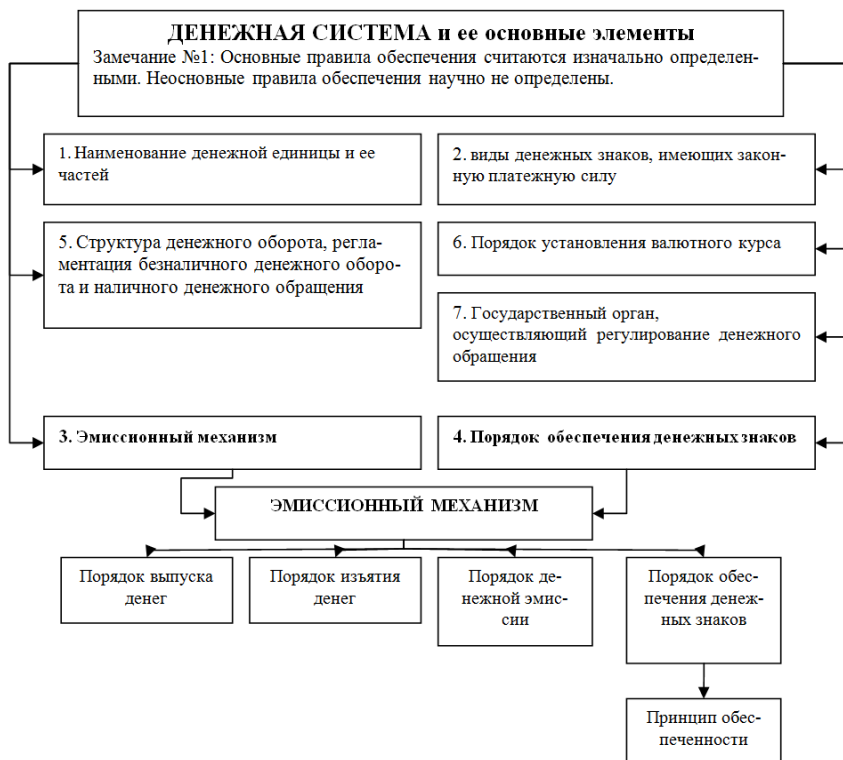 ДЕНЕЖНАЯ СИСТЕМА и ее основные элементы
Замечание №1: Основные правила обеспечения считаются изначально определен-
ными. Неосновные правила обеспечения научно не определены.
1. Наименование денежной единицы и ее
частей
2. виды денежных знаков, имеющих закон-
ную платежную силу
5. Структура денежного оборота, регла-
ментация безналичного денежного оборо-
та и наличного денежного обращения
6. Порядок установления валютного курса
7. Государственный орган,
осуществляющий регулирование денежного
обращения
3. Эмиссионный механизм
4. Порядок обеспечения денежных знаков
ЭМИССИОННЫЙ МЕХАНИЗМ
Порядок выпуска
денег
Порядок изъятия
денег
Порядок де-
нежной эмис-
сии
Порядок обес-
печения денеж-
ных знаков
Принцип обес-
печенности